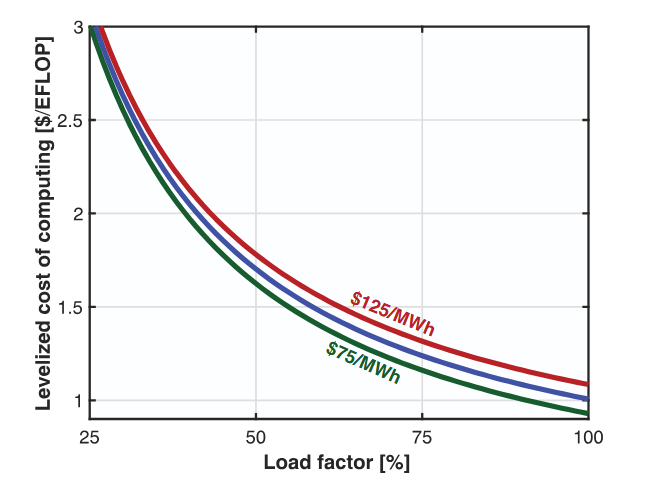 3
2.5
2
1.5
1
Levelized cost of computing [$/EFLOP]
$125/MWh
$75/MWh
25 50 75 100
Load factor [%]